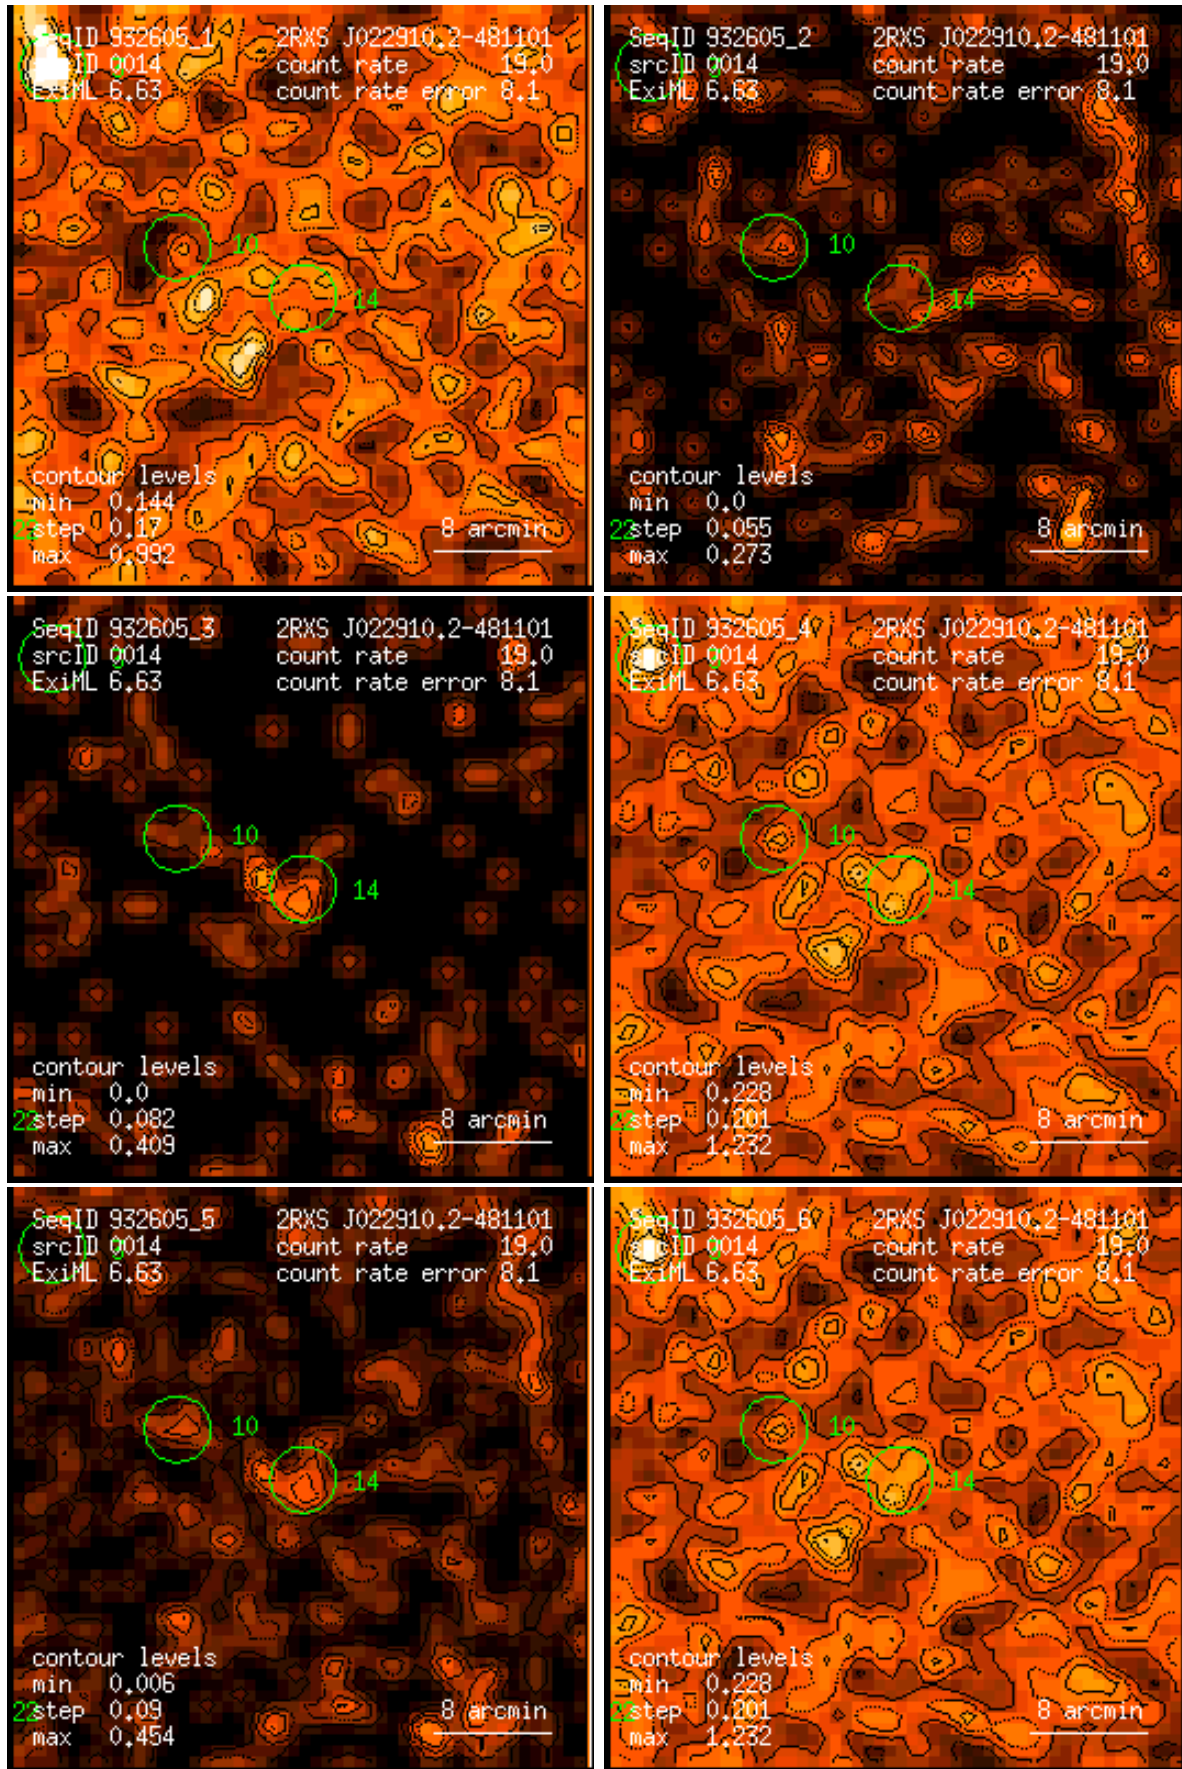 SeqID 932605_1 2RXS J022910.2-481101
srcID 0014 count rate 19.0
ExiML 6.63 count rate error 8.1
10
14
contour levels
min 0.144
22 step 0.17 8 arcmin
max 0.992
SeqID 932605_2 2RXS J022910.2-481101
srcID 0014 count rate 19.0
ExiML 6.63 count rate error 8.1
10
14
contour levels
min 0.0
22 step 0.055 8 arcmin
max 0.273
SeqID 932605_3 2RXS J022910.2-481101
srcID 0014 count rate 19.0
ExiML 6.63 count rate error 8.1
10
14
contour levels
min 0.0
22 step 0.082 8 arcmin
max 0.409
SeqID 932605_4 2RXS J022910.2-481101
srcID 0014 count rate 19.0
ExiML 6.63 count rate error 8.1
10
14
contour levels
min 0.228
22 step 0.201 8 arcmin
max 1.232
SeqID 932605_5 2RXS J022910.2-481101
srcID 0014 count rate 19.0
ExiML 6.63 count rate error 8.1
10
14
contour levels
min 0.006
22 step 0.09 8 arcmin
max 0.454
SeqID 932605_6 2RXS J022910.2-481101
srcID 0014 count rate 19.0
ExiML 6.63 count rate error 8.1
10
14
contour levels
min 0.228
22 step 0.201 8 arcmin
max 1.232